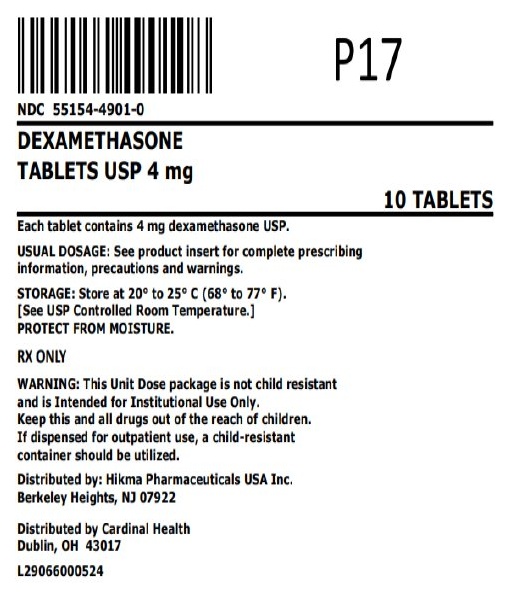 P17
NDC 55154-4901-0
DEXAMETHASONE
TABLETS USP 4 mg
10 TABLETS
Each tablet contains 4 mg dexamethasone USP.
USUAL DOSAGE: See product insert for complete prescribing
information, precautions and warnings.
STORAGE: Store at 20° to 25° C (68° to 77° F).
[See USP Controlled Room Temperature.]
PROTECT FROM MOISTURE.
RX ONLY
WARNING: This Unit Dose package is not child resistant
and is Intended for Institutional Use Only.
Keep this and all drugs out of the reach of children.
If dispensed for outpatient use, a child-resistant
container should be utilized.
Distributed by: Hikma Pharmaceuticals USA Inc.
Berkeley Heights, NJ 07922
Distributed by Cardinal Health
Dublin, OH 43017
L29066000524